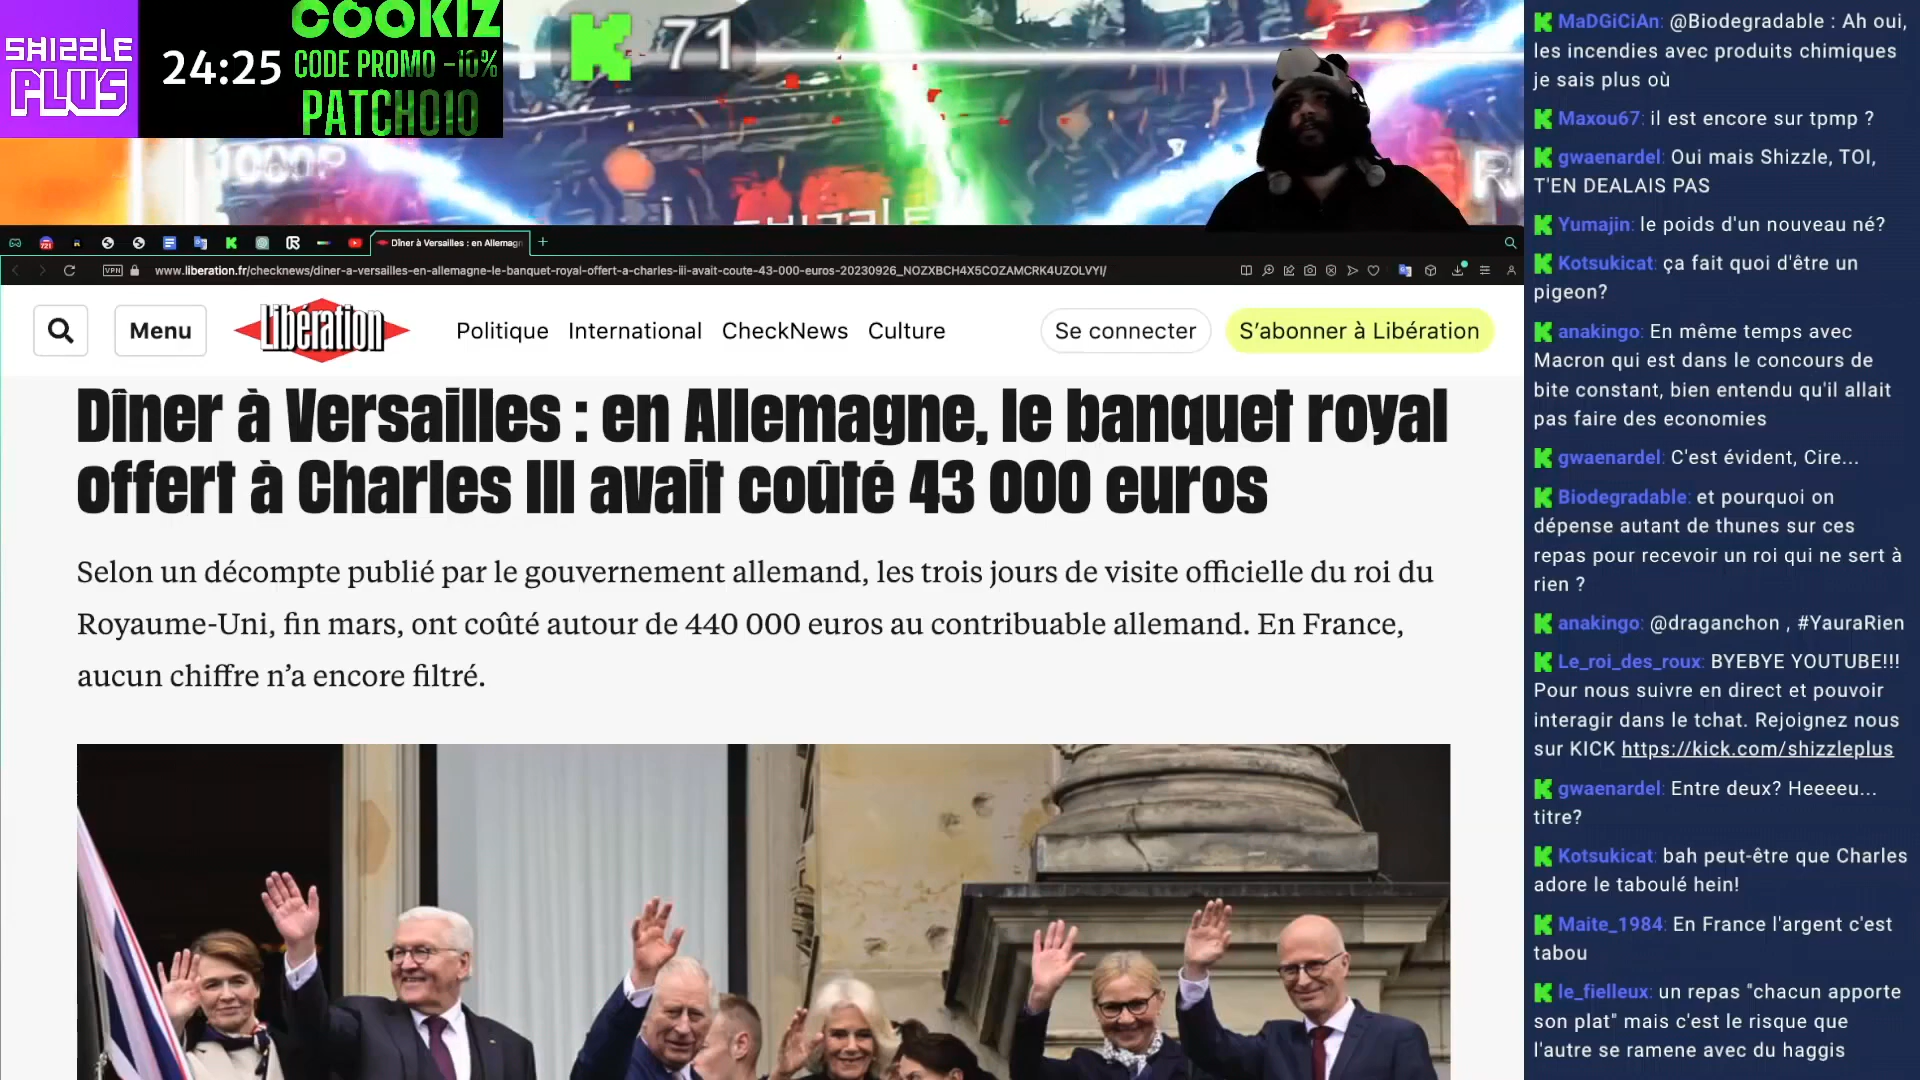 SHIZZLE
PLUS
24:25
COOKIZ
CODE PROMO -10%
PATCHO10
71
1080P
SHIZZLE
Dîner à Versailles : en Allemagn
VPN
www.liberation.fr/checknews/diner-a-versailles-en-allemagne-le-banquet-royal-offert-a-charles-iii-avait-coute-43-000-euros-20230926_NOZXBCH4X5COZAMCRK4UZOLVYI/
Menu
Libération
Politique
International
CheckNews
Culture
Se connecter
S’abonner à Libération
Dîner à Versailles : en Allemagne, le banquet royal
offert à Charles III avait coûté 43 000 euros
Selon un décompte publié par le gouvernement allemand, les trois jours de visite officielle du roi du
Royaume-Uni, fin mars, ont coûté autour de 440 000 euros au contribuable allemand. En France,
aucun chiffre n’a encore filtré.
MaDGiCiAn: @Biodegradable : Ah oui,
les incendies avec produits chimiques
je sais plus où
Maxou67: il est encore sur tpmp ?
gwaenardel: Oui mais Shizzle, TOI,
T'EN DEALAIS PAS
Yumajin: le poids d'un nouveau né?
Kotsukicat: ça fait quoi d'être un
pigeon?
anakingo: En même temps avec
Macron qui est dans le concours de
bite constant, bien entendu qu'il allait
pas faire des economies
gwaenardel: C'est évident, Cire...
Biodegradable: et pourquoi on
dépense autant de thunes sur ces
repas pour recevoir un roi qui ne sert à
rien ?
anakingo: @draganchon , #YauraRien
Le_roi_des_roux: BYEBYE YOUTUBE!!!
Pour nous suivre en direct et pouvoir
interagir dans le tchat. Rejoignez nous
sur KICK https://kick.com/shizzleplus
gwaenardel: Entre deux? Heeeeu...
titre?
Kotsukicat: bah peut-être que Charles
adore le taboulé hein!
Maite_1984: En France l'argent c'est
tabou
le_fielleux: un repas "chacun apporte
son plat" mais c'est le risque que
l'autre se ramene avec du haggis